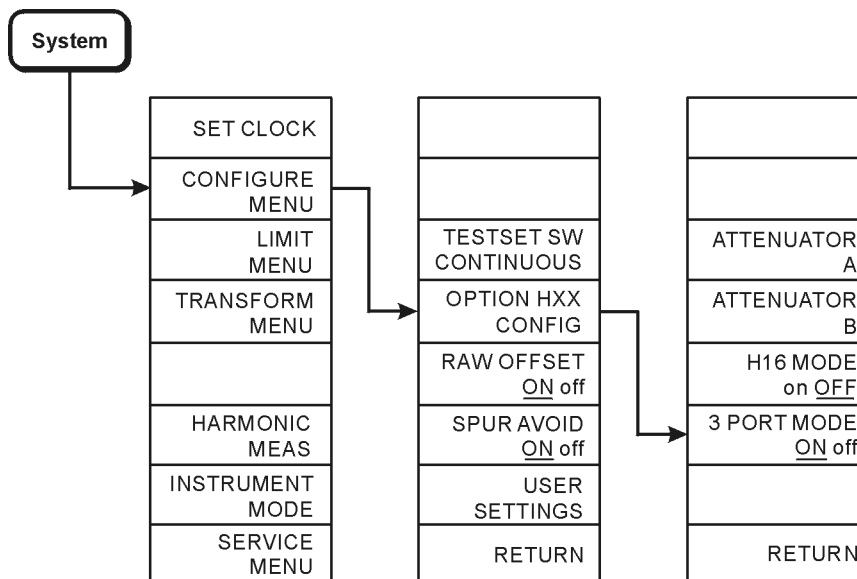 System
SET CLOCK
CONFIGURE
MENU
LIMIT
MENU
TRANSFORM
MENU
HARMONIC
MEAS
INSTRUMENT
MODE
SERVICE
MENU
TESTSET SW
CONTINUOUS
OPTION HXX
CONFIG
RAW OFFSET
ON off
SPUR AVOID
ON off
USER
SETTINGS
RETURN
ATTENUATOR
A
ATTENUATOR
B
H16 MODE
on OFF
3 PORT MODE
ON off
RETURN